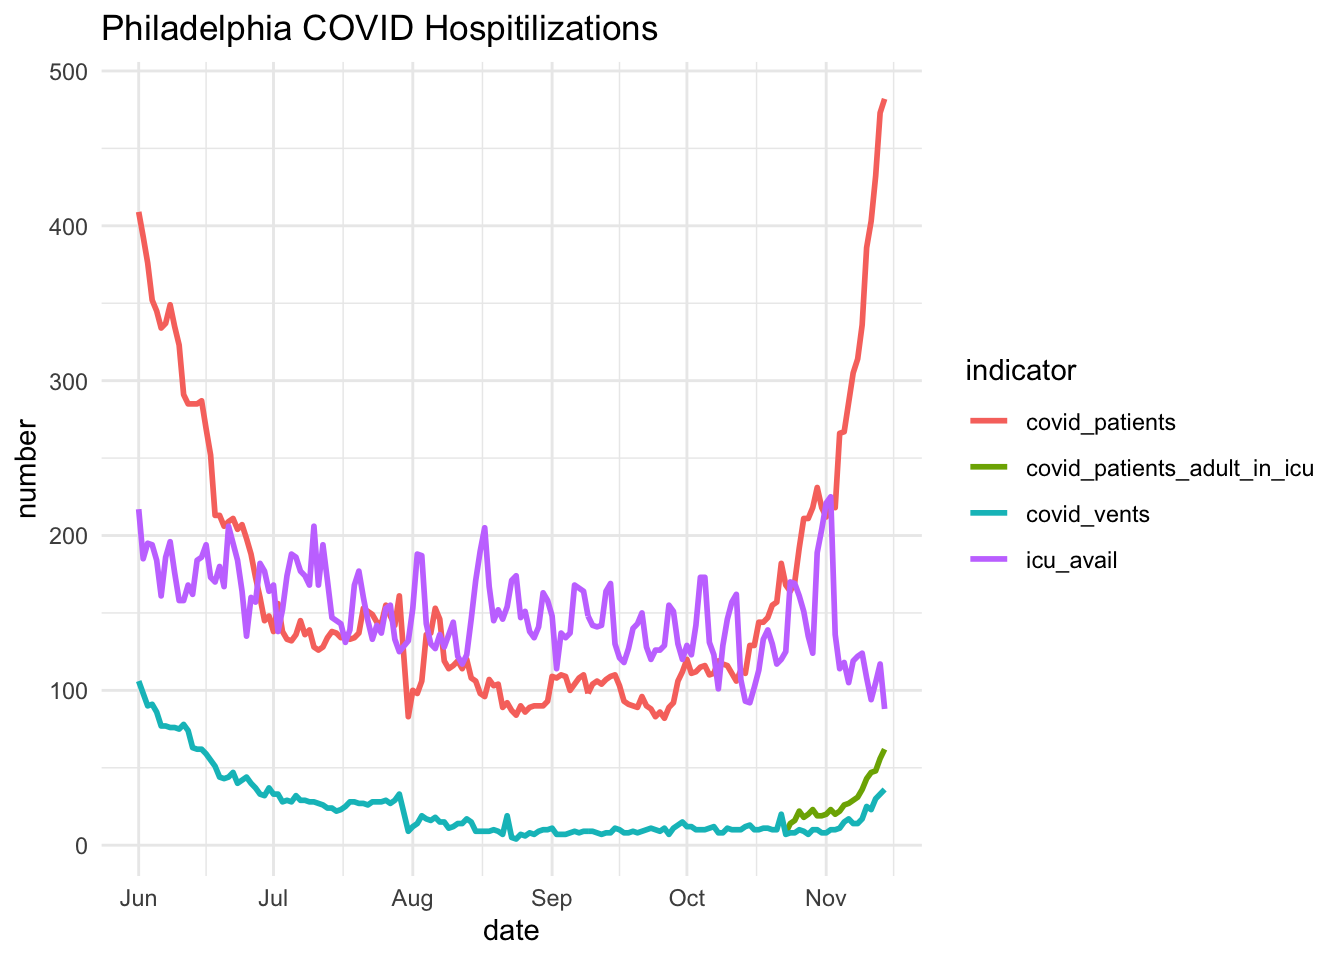 Philadelphia COVID Hospitilizations
500
400
300
200
100
0
number
Jun Jul Aug Sep Oct Nov
date
indicator
covid_patients
covid_patients_adult_in_icu
covid_vents
icu_avail